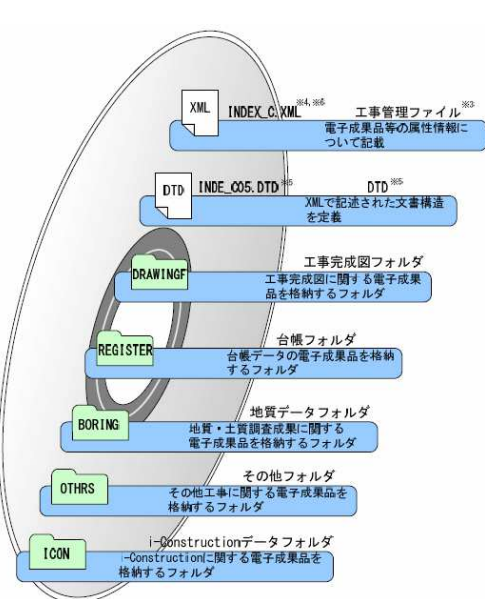 XML INDEX_C.XML※4,※6 工事管理ファイル※3
電子成果品等の属性情報に
ついて記載
DTD INDE_C05.DTD※5 DTD※5
XMLで記述された文書構造
を定義
工事完成図フォルダ
DRAWINGF
工事完成図に関する電子成果
品を格納するフォルダ
台帳フォルダ
REGISTER
台帳データの電子成果品を格納
するフォルダ
地質データフォルダ
BORING
地質・土質調査成果に関する
電子成果品を格納するフォルダ
その他フォルダ
OTHRS
その他工事に関する電子成果品を
格納するフォルダ
i-Constructionデータフォルダ
ICON
i-Constructionに関する電子成果品を
格納するフォルダ